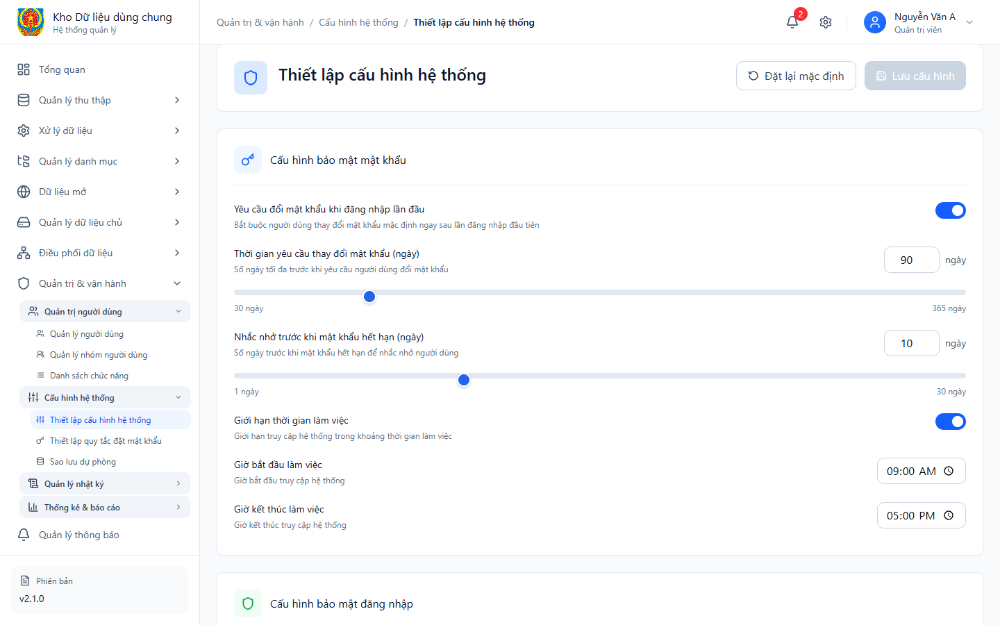 Kho Dữ liệu dùng chung
Hệ thống quản lý
Tổng quan
Quản lý thu thập
Xử lý dữ liệu
Quản lý danh mục
Dữ liệu mở
Quản lý dữ liệu chủ
Điều phối dữ liệu
Quản trị & vận hành
Quản trị người dùng
Quản lý người dùng
Quản lý nhóm người dùng
Danh sách chức năng
Cấu hình hệ thống
Thiết lập cấu hình hệ thống
Thiết lập quy tắc đặt mật khẩu
Sao lưu dự phòng
Quản lý nhật ký
Thống kê & báo cáo
Quản lý thông báo
Phiên bản
v2.1.0
Quản trị & vận hành / Cấu hình hệ thống / Thiết lập cấu hình hệ thống
2
Nguyễn Văn A
Quản trị viên
Thiết lập cấu hình hệ thống
Đặt lại mặc định
Lưu cấu hình
Cấu hình bảo mật mật khẩu
Yêu cầu đổi mật khẩu khi đăng nhập lần đầu
Bắt buộc người dùng thay đổi mật khẩu mặc định ngay sau lần đăng nhập đầu tiên
Thời gian yêu cầu thay đổi mật khẩu (ngày)
Số ngày tối đa trước khi yêu cầu người dùng đổi mật khẩu
90 ngày
30 ngày
365 ngày
Nhắc nhở trước khi mật khẩu hết hạn (ngày)
Số ngày trước khi mật khẩu hết hạn để nhắc nhở người dùng
10 ngày
1 ngày
30 ngày
Giới hạn thời gian làm việc
Giới hạn truy cập hệ thống trong khoảng thời gian làm việc
Giờ bắt đầu làm việc
Giờ bắt đầu truy cập hệ thống
09:00 AM
Giờ kết thúc làm việc
Giờ kết thúc truy cập hệ thống
05:00 PM
Cấu hình bảo mật đăng nhập